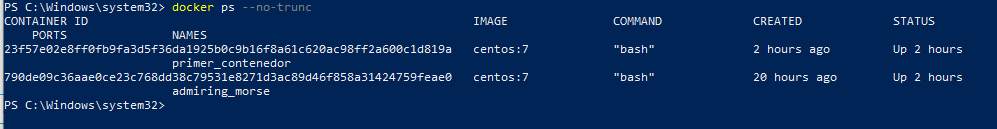 PS C:\Windows\system32> docker ps --no-trunc
CONTAINER ID IMAGE COMMAND CREATED STATUS
PORTS NAMES
23f57e02e8ff0fb9fa3d5f36da1925b0c9b16f8a61c620ac98ff2a600c1d819a centos:7 "bash" 2 hours ago Up 2 hours
primer_contenedor
790de09c36aae0ce23c768dd38c79531e8271d3ac89d46f858a31424759feae0 centos:7 "bash" 20 hours ago Up 2 hours
admiring_morse
PS C:\Windows\system32>